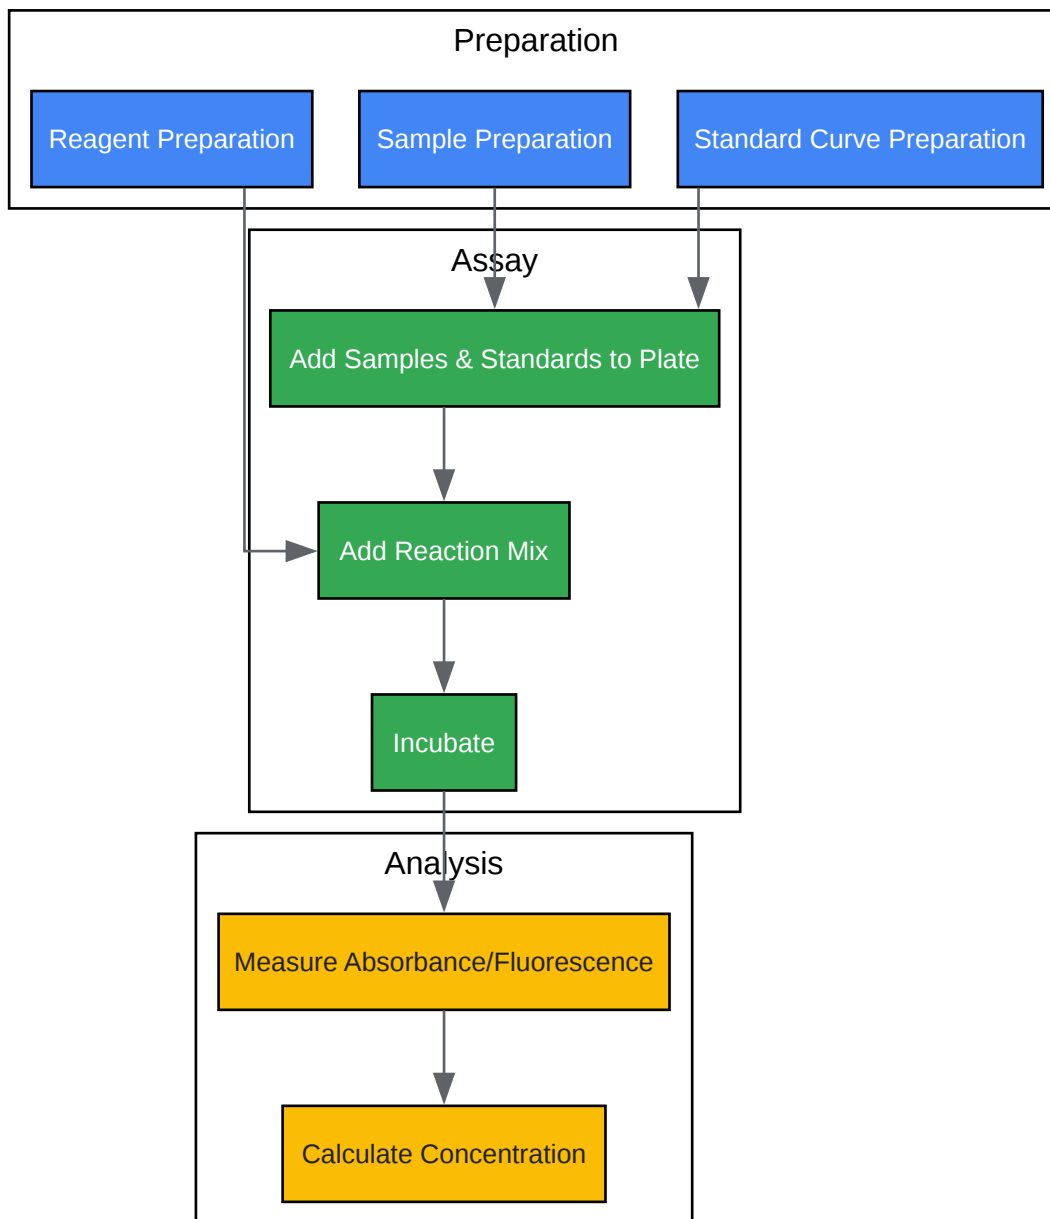 Preparation
Reagent Preparation
Sample Preparation
Standard Curve Preparation
Assay
Add Samples & Standards to Plate
Add Reaction Mix
Incubate
Analysis
Measure Absorbance/Fluorescence
Calculate Concentration